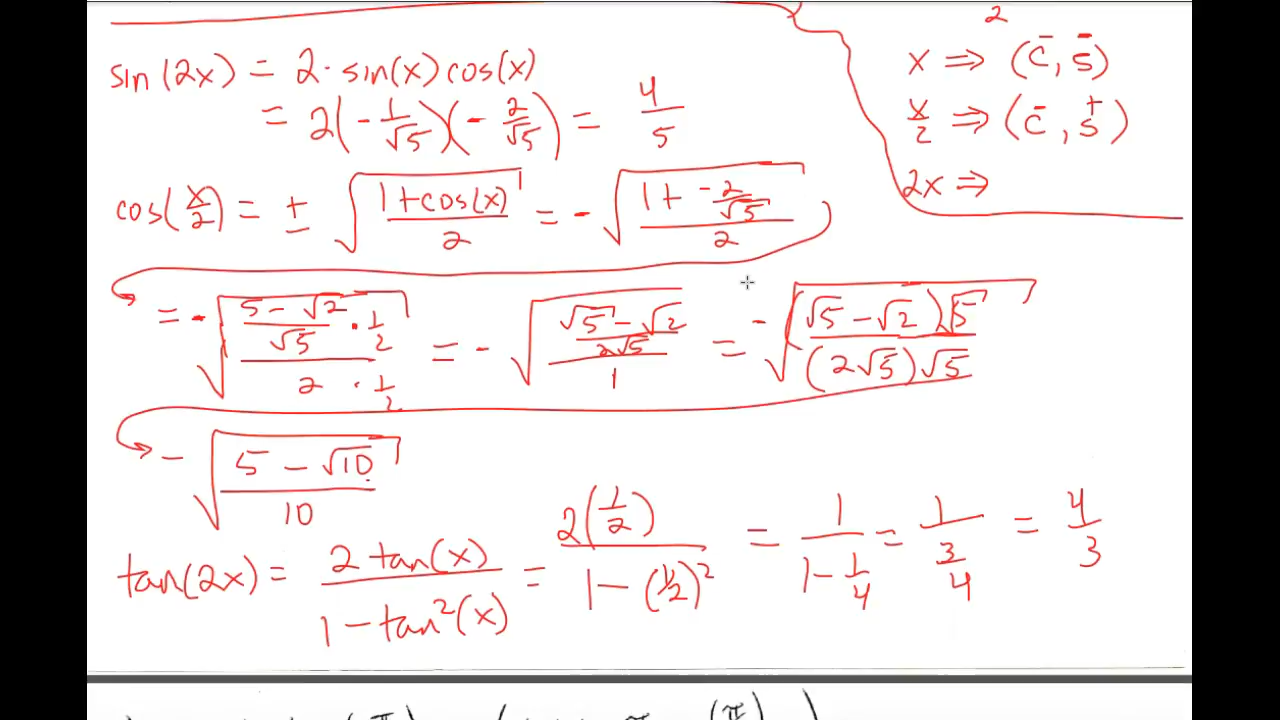 2
x ⇒ (c̄, s̄)
sin(2x) = 2·sin(x)cos(x)
= 2(-1/√5)(-2/√5) = 4/5
x/2 ⇒ (c̄, s⁺)
2x ⇒
cos(x/2) = ± √((1+cos(x))/2) = -√((1+ -2/√5)/2)
= -√(((5-√2)/√5 · 1/2)/(2 · 1/2)) = -√(((√5-√2)/(2√5))/1) = -√((√5-√2)√5/((2√5)√5))
-√((5-√10)/10)
tan(2x) = 2tan(x)/(1-tan²(x)) = 2(1/2)/(1-(1/2)²) = 1/(1-1/4) = 1/(3/4) = 4/3